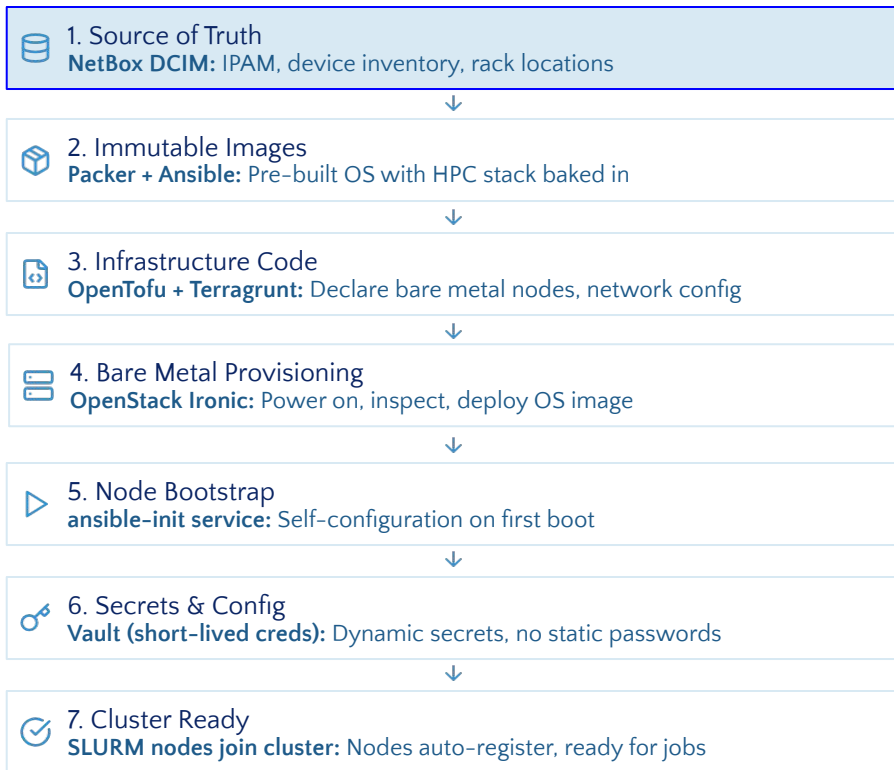 1. Source of Truth
NetBox DCIM: IPAM, device inventory, rack locations
2. Immutable Images
Packer + Ansible: Pre-built OS with HPC stack baked in
3. Infrastructure Code
OpenTofu + Terragrunt: Declare bare metal nodes, network config
4. Bare Metal Provisioning
OpenStack Ironic: Power on, inspect, deploy OS image
5. Node Bootstrap
ansible-init service: Self-configuration on first boot
6. Secrets & Config
Vault (short-lived creds): Dynamic secrets, no static passwords
7. Cluster Ready
SLURM nodes join cluster: Nodes auto-register, ready for jobs